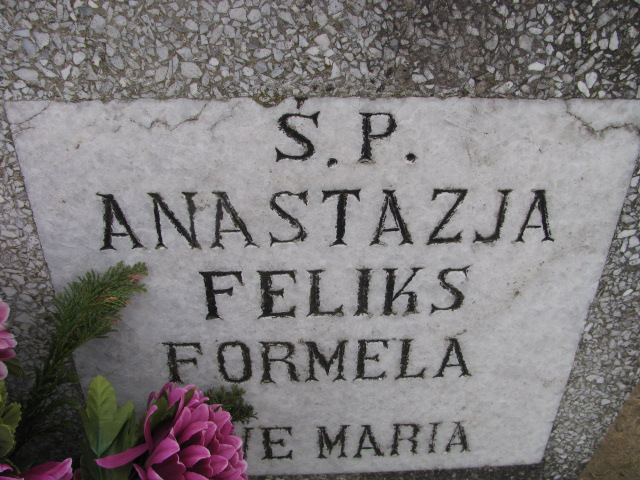 Ś.P.
ANASTAZJA
FELIKS
FORMELA
MARIA